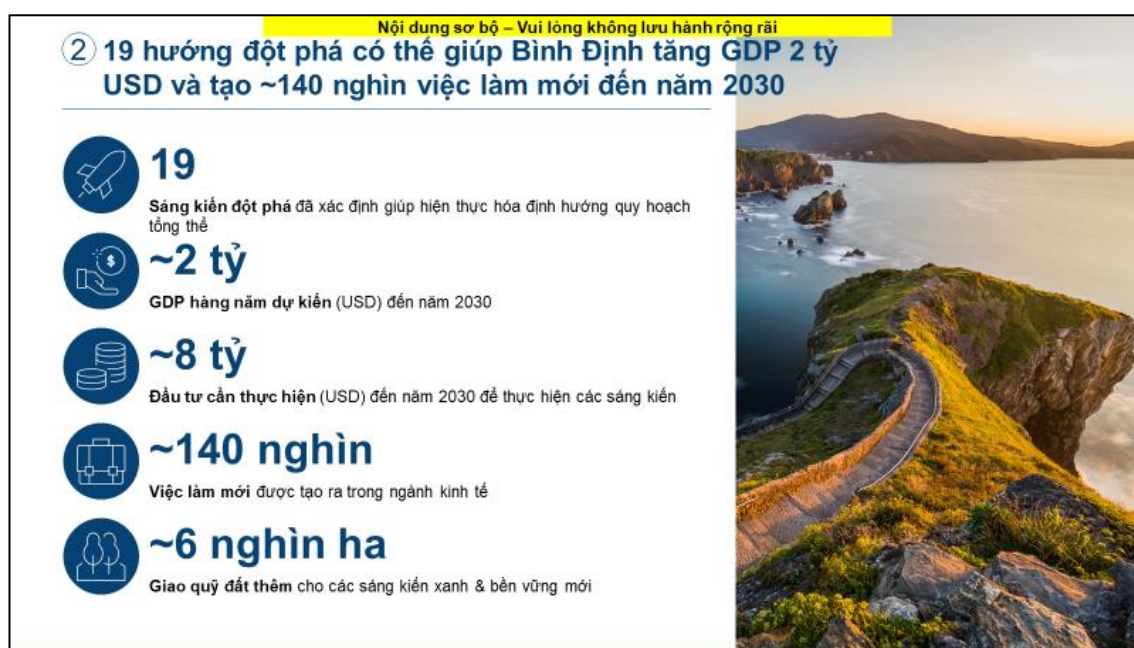 Nội dung sơ bộ – Vui lòng không lưu hành rộng rãi
2 19 hướng đột phá có thể giúp Bình Định tăng GDP 2 tỷ
USD và tạo ~140 nghìn việc làm mới đến năm 2030
19
Sáng kiến đột phá đã xác định giúp hiện thực hóa định hướng quy hoạch
tổng thể
~2 tỷ
GDP hàng năm dự kiến (USD) đến năm 2030
~8 tỷ
Đầu tư cần thực hiện (USD) đến năm 2030 để thực hiện các sáng kiến
~140 nghìn
Việc làm mới được tạo ra trong ngành kinh tế
~6 nghìn ha
Giao quỹ đất thêm cho các sáng kiến xanh & bền vững mới